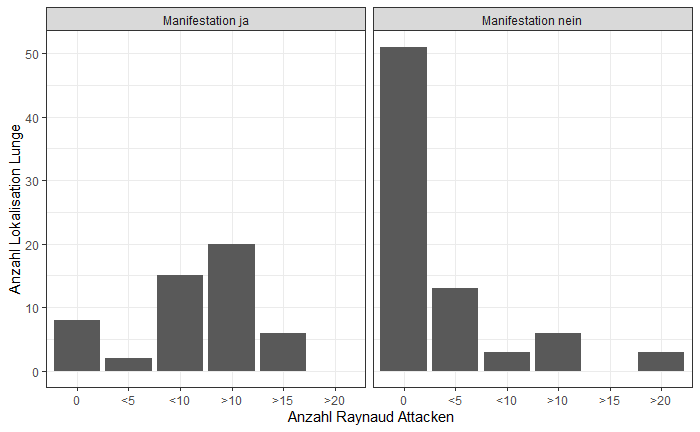 Manifestation ja
Manifestation nein
Anzahl Lokalisation Lunge
50
40
30
20
10
0
0 <5 <10 >10 >15 >20
0 <5 <10 >10 >15 >20
Anzahl Raynaud Attacken